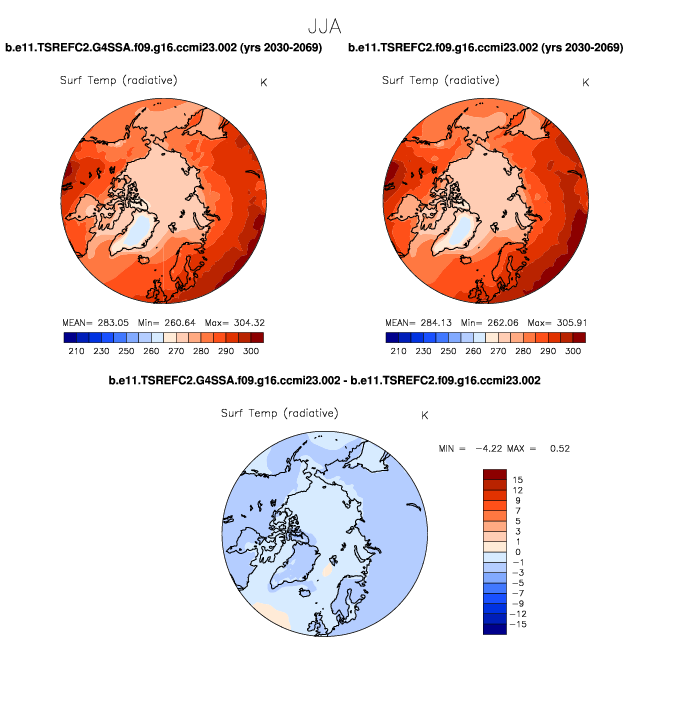 JJA
b.e11.TSREFC2.G4SSA.f09.g16.ccmi23.002 (yrs 2030-2069)
b.e11.TSREFC2.f09.g16.ccmi23.002 (yrs 2030-2069)
Surf Temp (radiative) K
Surf Temp (radiative) K
MEAN= 283.05 Min= 260.64 Max= 304.32
MEAN= 284.13 Min= 262.06 Max= 305.91
210 230 250 270 280 290 300
210 230 250 270 280 290 300
b.e11.TSREFC2.G4SSA.f09.g16.ccmi23.002 - b.e11.TSREFC2.f09.g16.ccmi23.002
Surf Temp (radiative) K
MIN = -4.22 MAX = 0.52
15
12
9
7
5
3
1
0
-1
-3
-5
-7
-9
-12
-15